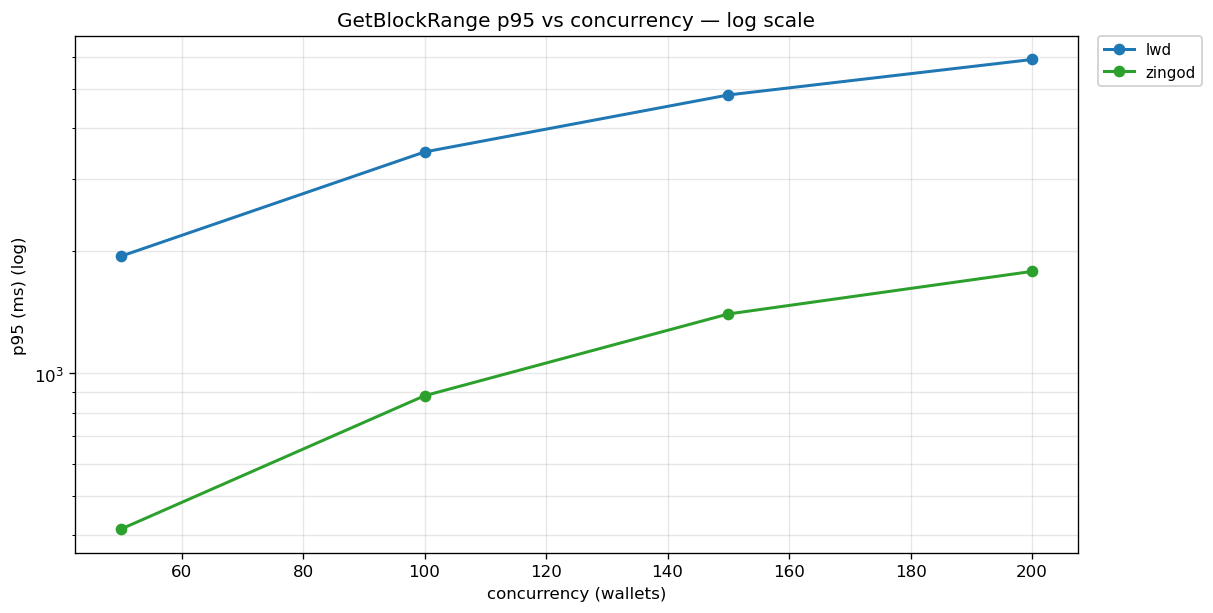 GetBlockRange p95 vs concurrency — log scale
lwd
zingod
p95 (ms) (log)
10³
60 80 100 120 140 160 180 200
concurrency (wallets)